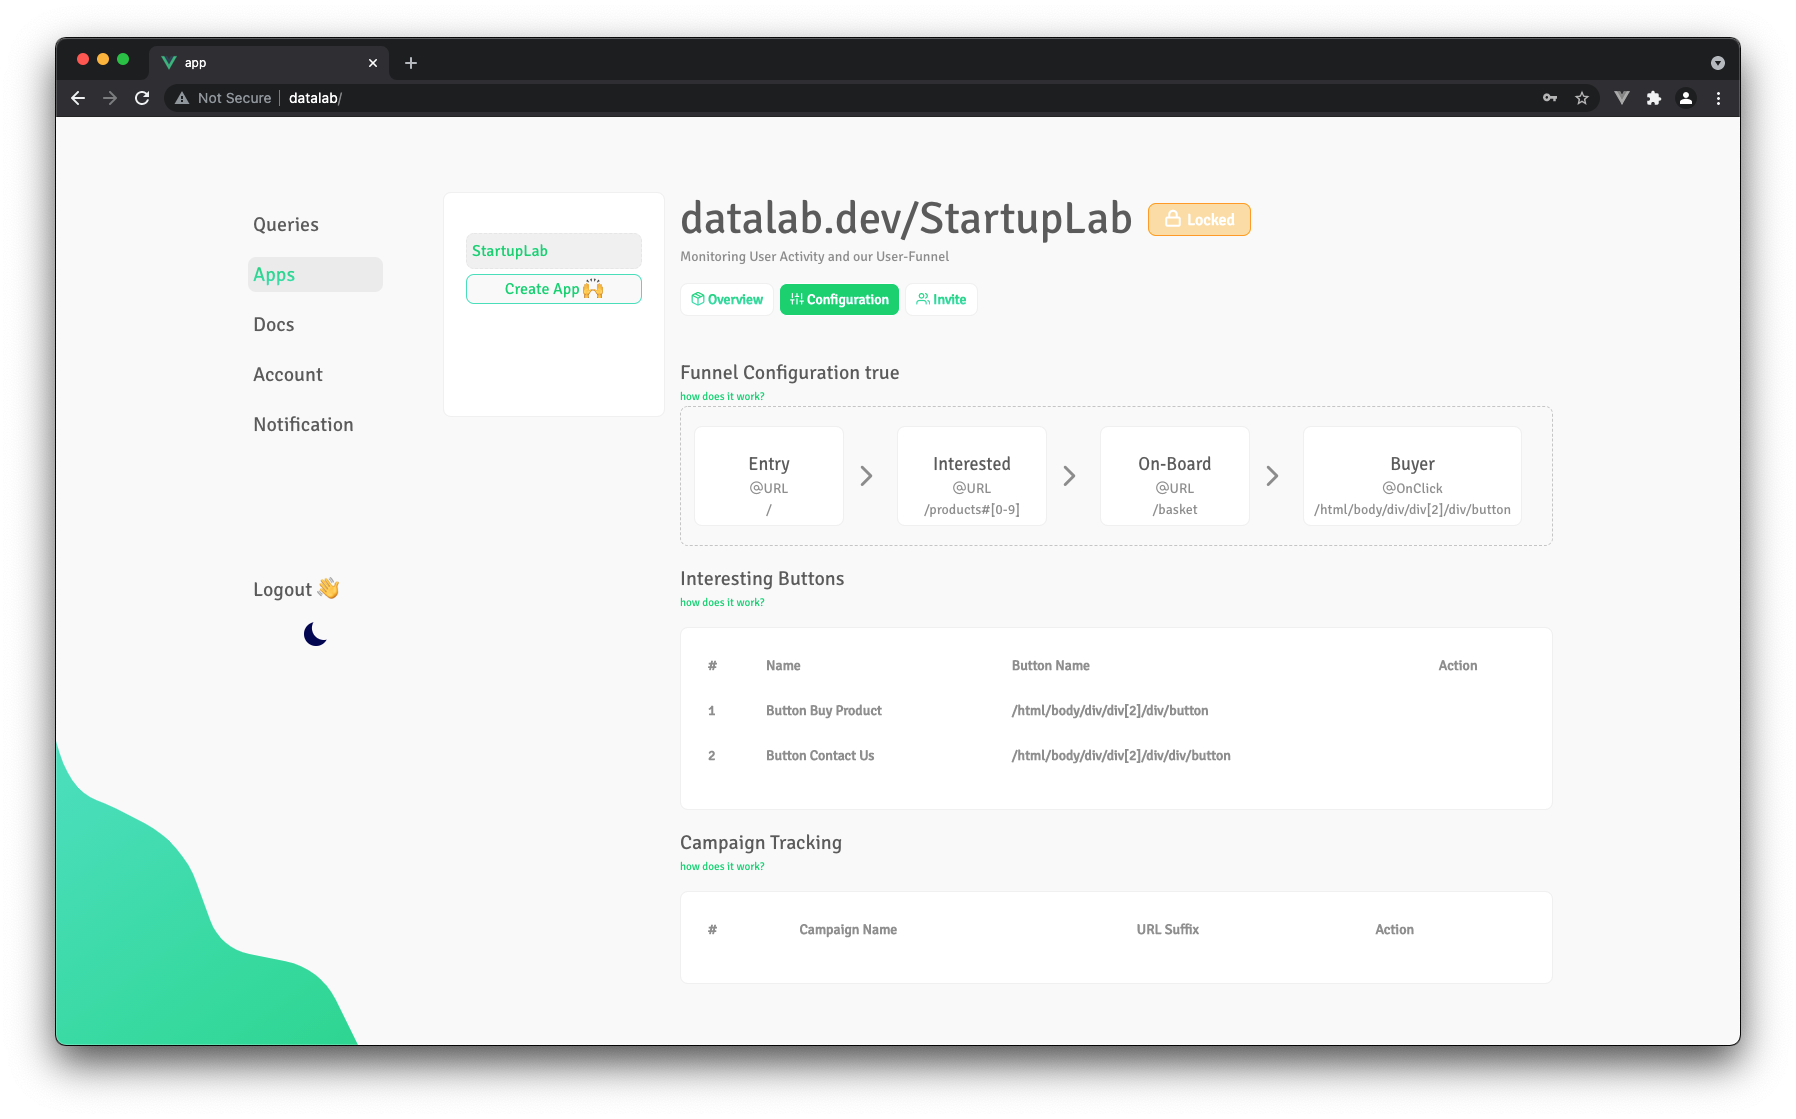 app
Not Secure datalab/
Queries
Apps
Docs
Account
Notification
Logout 👋
StartupLab
Create App 🙌
datalab.dev/StartupLab Locked
Monitoring User Activity and our User-Funnel
Overview Configuration Invite
Funnel Configuration true
how does it work?
Entry
@URL
/
Interested
@URL
/products#[0-9]
On-Board
@URL
/basket
Buyer
@OnClick
/html/body/div/div[2]/div/button
Interesting Buttons
how does it work?
# Name Button Name Action
1 Button Buy Product /html/body/div/div[2]/div/button
2 Button Contact Us /html/body/div/div[2]/div/div/button
Campaign Tracking
how does it work?
# Campaign Name URL Suffix Action